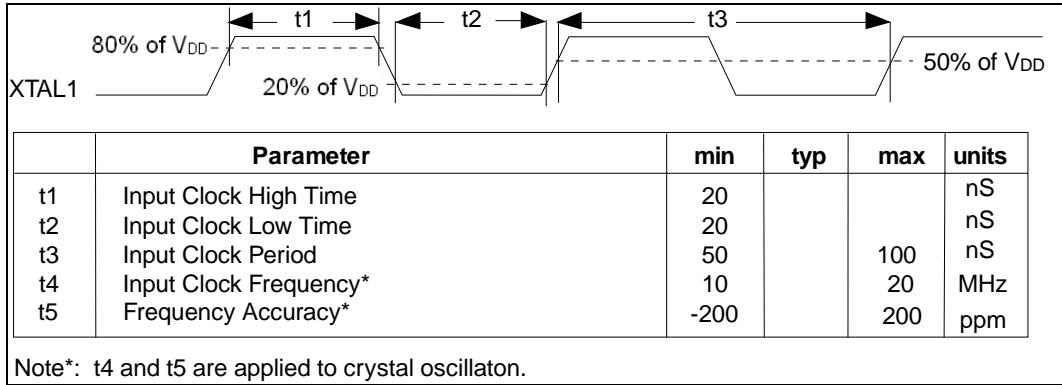 t1 t2 t3
80% of VDD
50% of VDD
XTAL1 20% of VDD
Parameter min typ max units
t1 Input Clock High Time 20 nS
t2 Input Clock Low Time 20 nS
t3 Input Clock Period 50 100 nS
t4 Input Clock Frequency* 10 20 MHz
t5 Frequency Accuracy* -200 200 ppm
Note*: t4 and t5 are applied to crystal oscillaton.